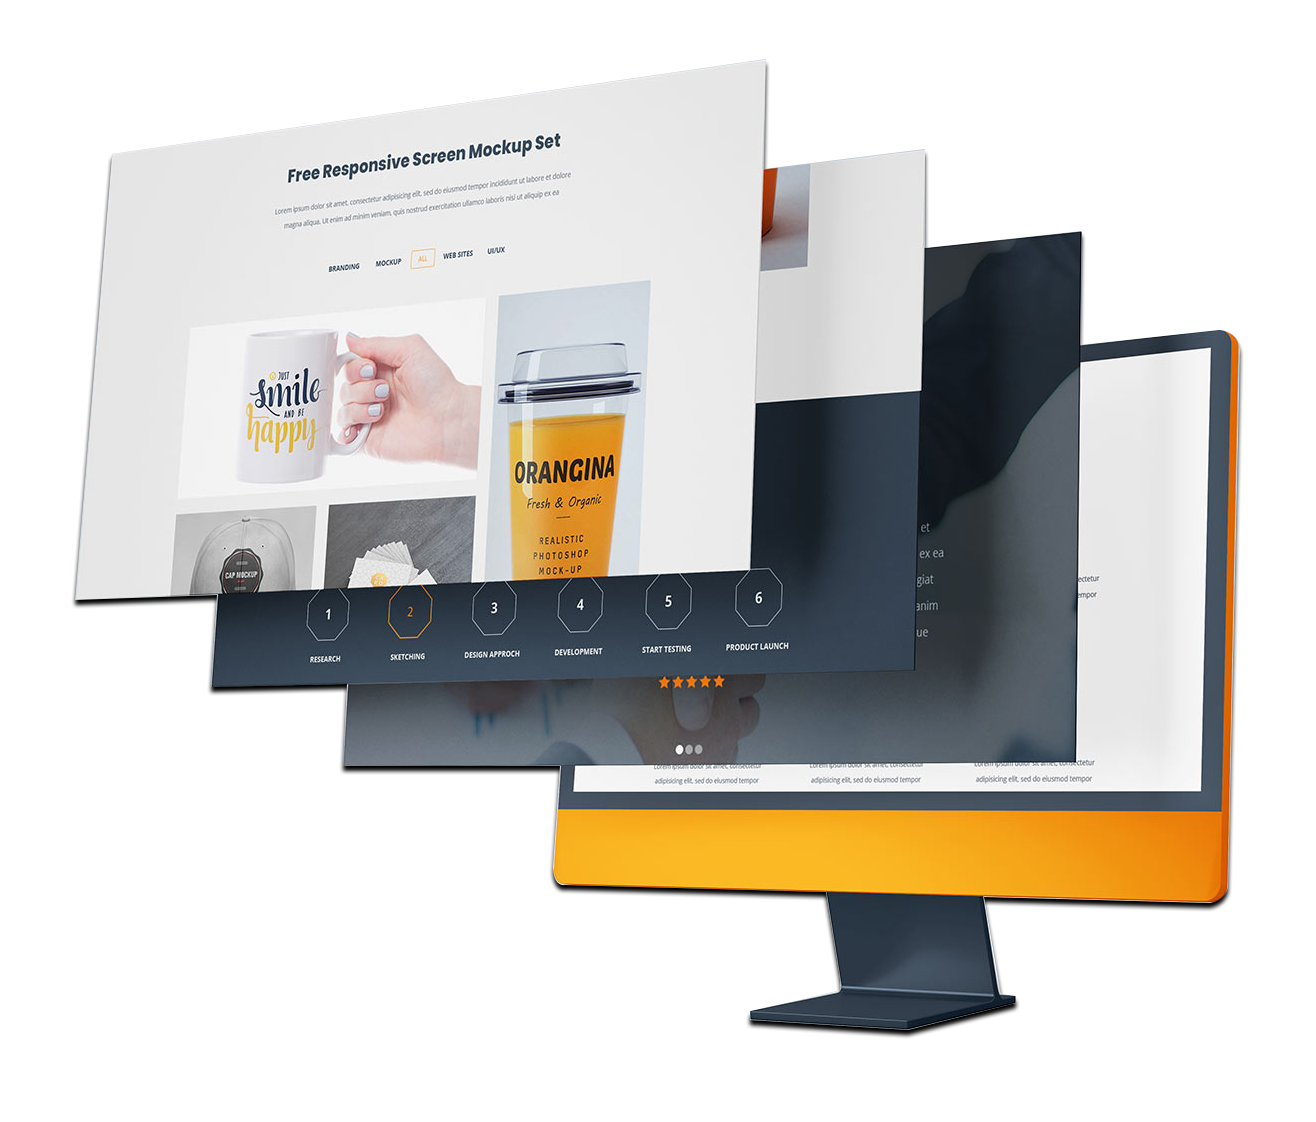 Free Responsive Screen Mockup Set
Lorem ipsum dolor sit amet, consectetur adipisicing elit, sed do eiusmod tempor incididunt ut labore et dolore
magna aliqua. Ut enim ad minim veniam, quis nostrud exercitation ullamco laboris nisi ut aliquip ex ea
BRANDING MOCKUP ALL WEB SITES UI/UX
JUST
Smile
AND BE
happy
ORANGINA
Fresh & Organic
REALISTIC
PHOTOSHOP
MOCK-UP
CAP MOCKUP
1 2 3 4 5 6
RESEARCH SKETCHING DESIGN APPROCH DEVELOPMENT START TESTING PRODUCT LAUNCH
et
ex ea
giat
anim
ue
ectetur
empor
Lorem ipsum dolor sit amet, consectetur
adipisicing elit, sed do eiusmod tempor
Lorem ipsum dolor sit amet, consectetur
adipisicing elit, sed do eiusmod tempor
Lorem ipsum dolor sit amet, consectetur
adipisicing elit, sed do eiusmod tempor